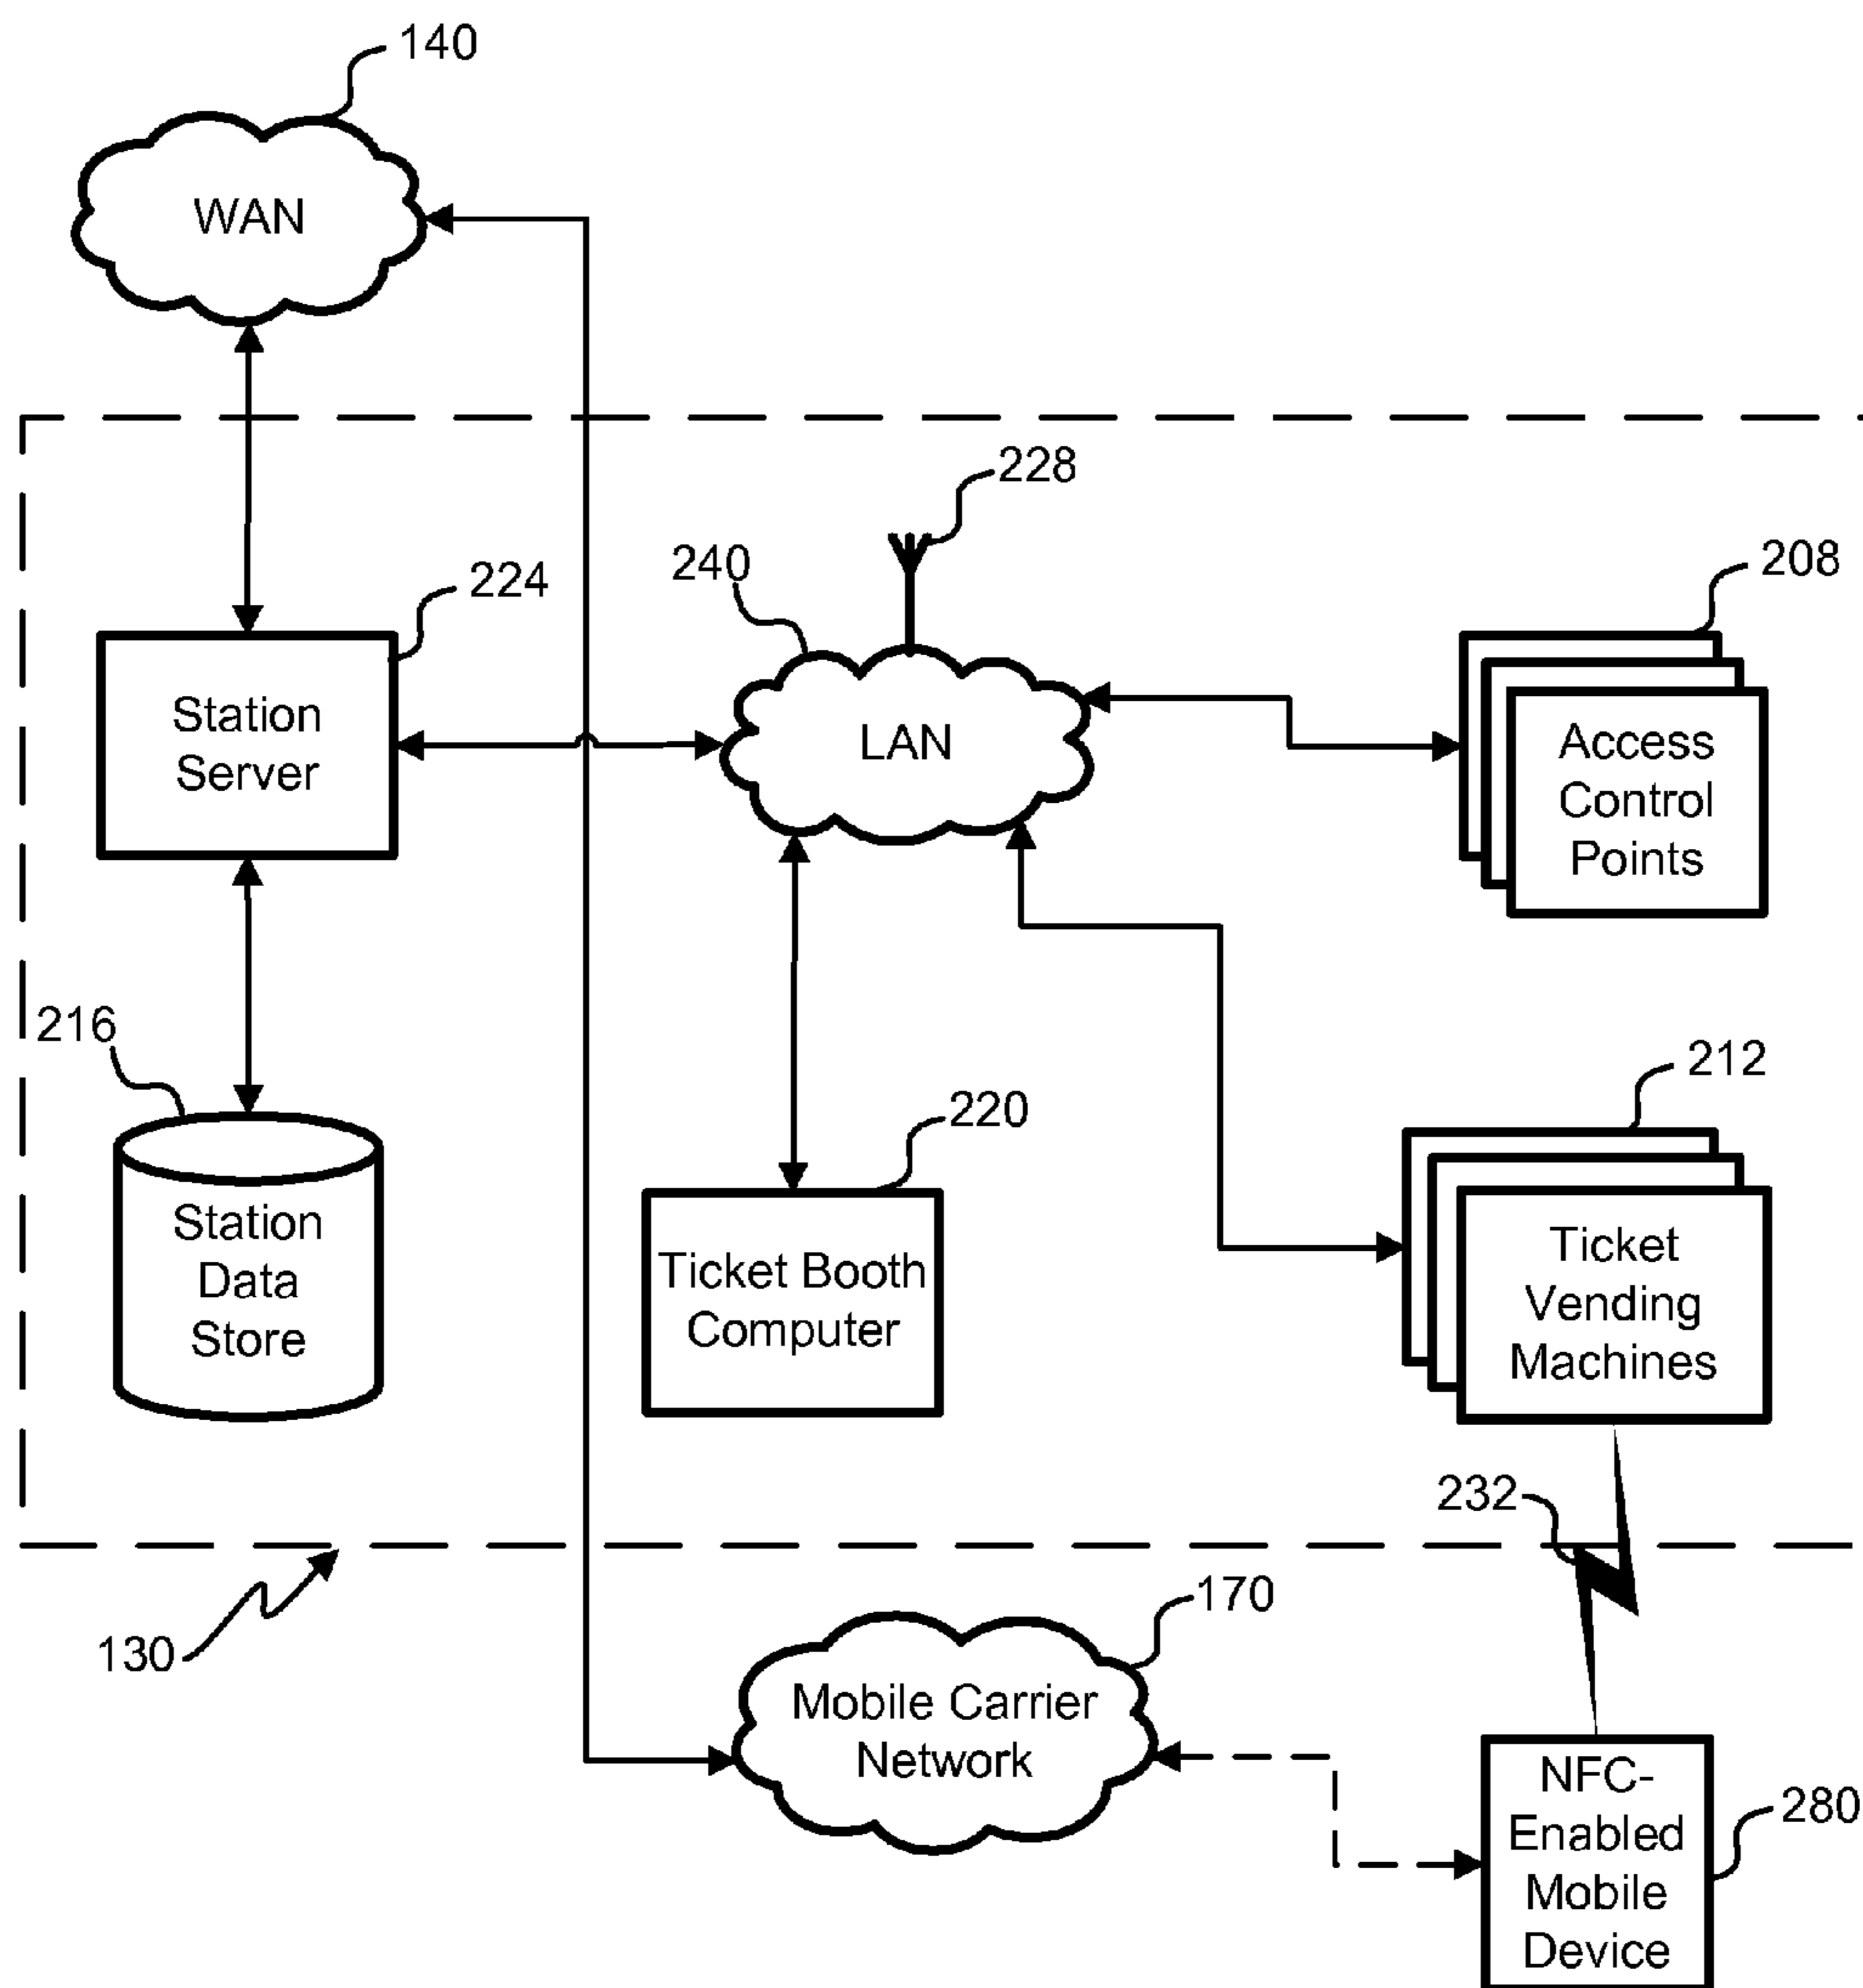 140
WAN
228
240
224
208
Station
Server
LAN
Access
Control
Points
216
220
212
Station
Data
Store
Ticket Booth
Computer
Ticket
Vending
Machines
232
130
170
Mobile Carrier
Network
NFC-
Enabled
Mobile
Device
280